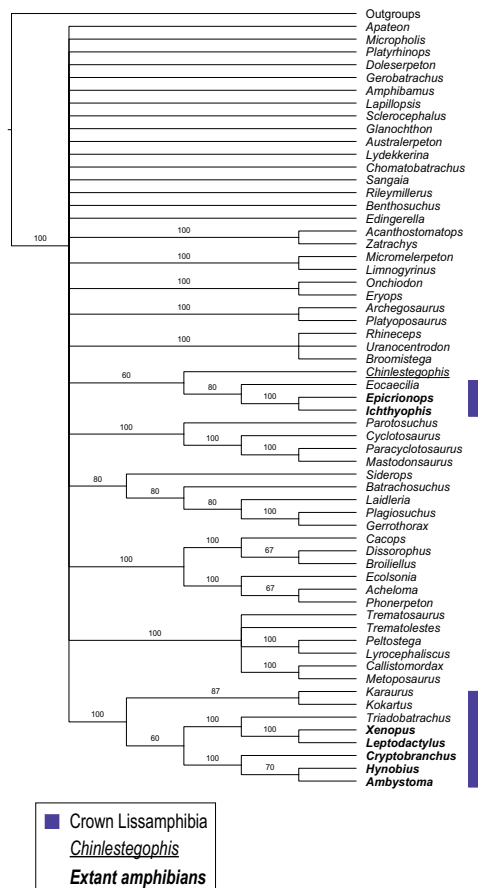 Outgroups
Apateon
Micropholis
Platyrhinops
Doleserpeton
Gerobatrachus
Amphibamus
Lapillopsis
Sclerocephalus
Glanochthon
Australerpeton
Lydekkerina
Chomatobatrachus
Sangaia
Rileymillerus
Benthosuchus
Edingerella
100
100
Acanthostomatops
Zatrachys
100
Micromelerpeton
Limnogyrinus
100
Onchiodon
Eryops
100
Archegosaurus
Platyoposaurus
100
Rhineceps
Uranocentrodon
Broomistega
60
Chinlestegophis
80
Eocaecilia
100
Epicrionops
Ichthyophis
100
Parotosuchus
100
Cyclotosaurus
100
Paracyclotosaurus
Mastodonsaurus
80
Siderops
80
Batrachosuchus
80
Laidleria
100
Plagiosuchus
Gerrothorax
100
100
Cacops
67
Dissorophus
Broiliellus
100
Ecolsonia
67
Acheloma
Phonerpeton
100
Trematosaurus
Trematolestes
100
Peltostega
Lyrocephaliscus
100
Callistomordax
Metoposaurus
100
87
Karaurus
Kokartus
60
100
Triadobatrachus
100
Xenopus
Leptodactylus
100
Cryptobranchus
70
Hynobius
Ambystoma
Crown Lissamphibia
Chinlestegophis
Extant amphibians